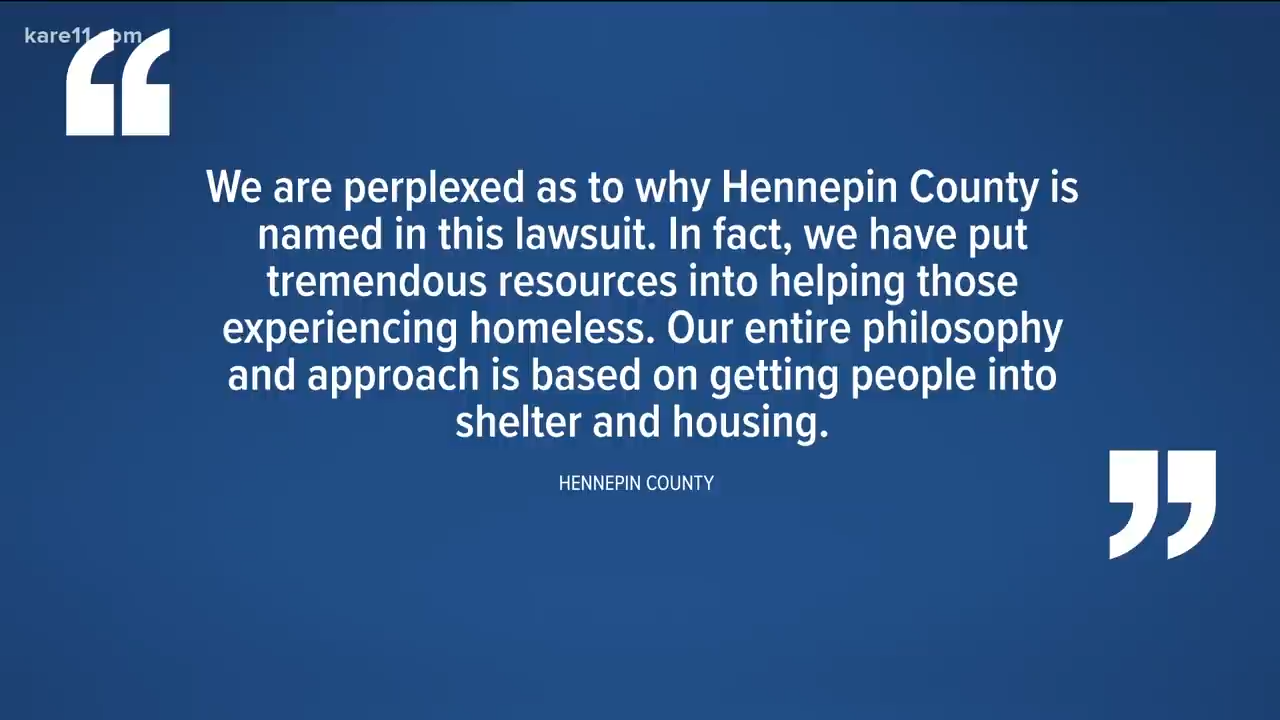 kare11.com
“
We are perplexed as to why Hennepin County is
named in this lawsuit. In fact, we have put
tremendous resources into helping those
experiencing homeless. Our entire philosophy
and approach is based on getting people into
shelter and housing.
HENNEPIN COUNTY
”